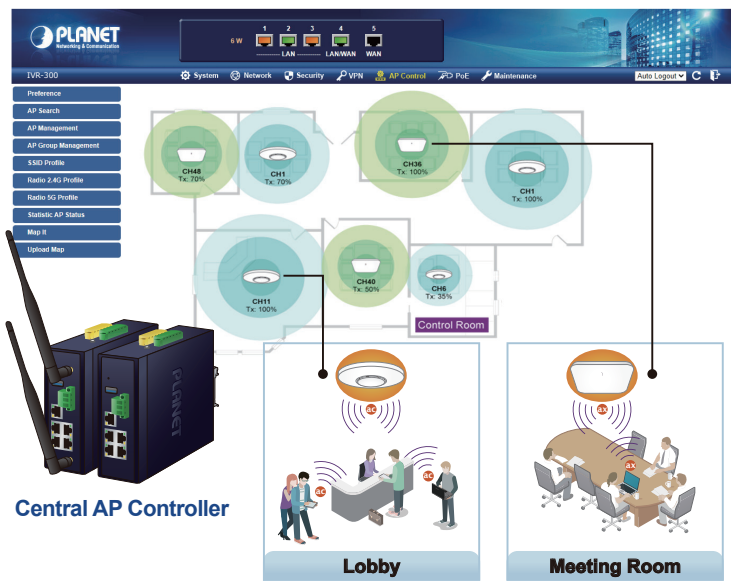 PLANET
Networking & Communication
6 W
1 2 3 4 5
LAN LAN/WAN WAN
IVR-300
System Network Security VPN AP Control PoE Maintenance Auto Logout
Preference
AP Search
AP Management
AP Group Management
SSID Profile
Radio 2.4G Profile
Radio 5G Profile
Statistic AP Status
Map It
Upload Map
CH48
Tx: 70%
CH1
Tx: 70%
CH36
Tx: 100%
CH1
Tx: 100%
CH11
Tx: 100%
CH40
Tx: 50%
CH6
Tx: 35%
Control Room
PLANET
Central AP Controller
ac
ac
ac
Lobby
ax
ax
Meeting Room